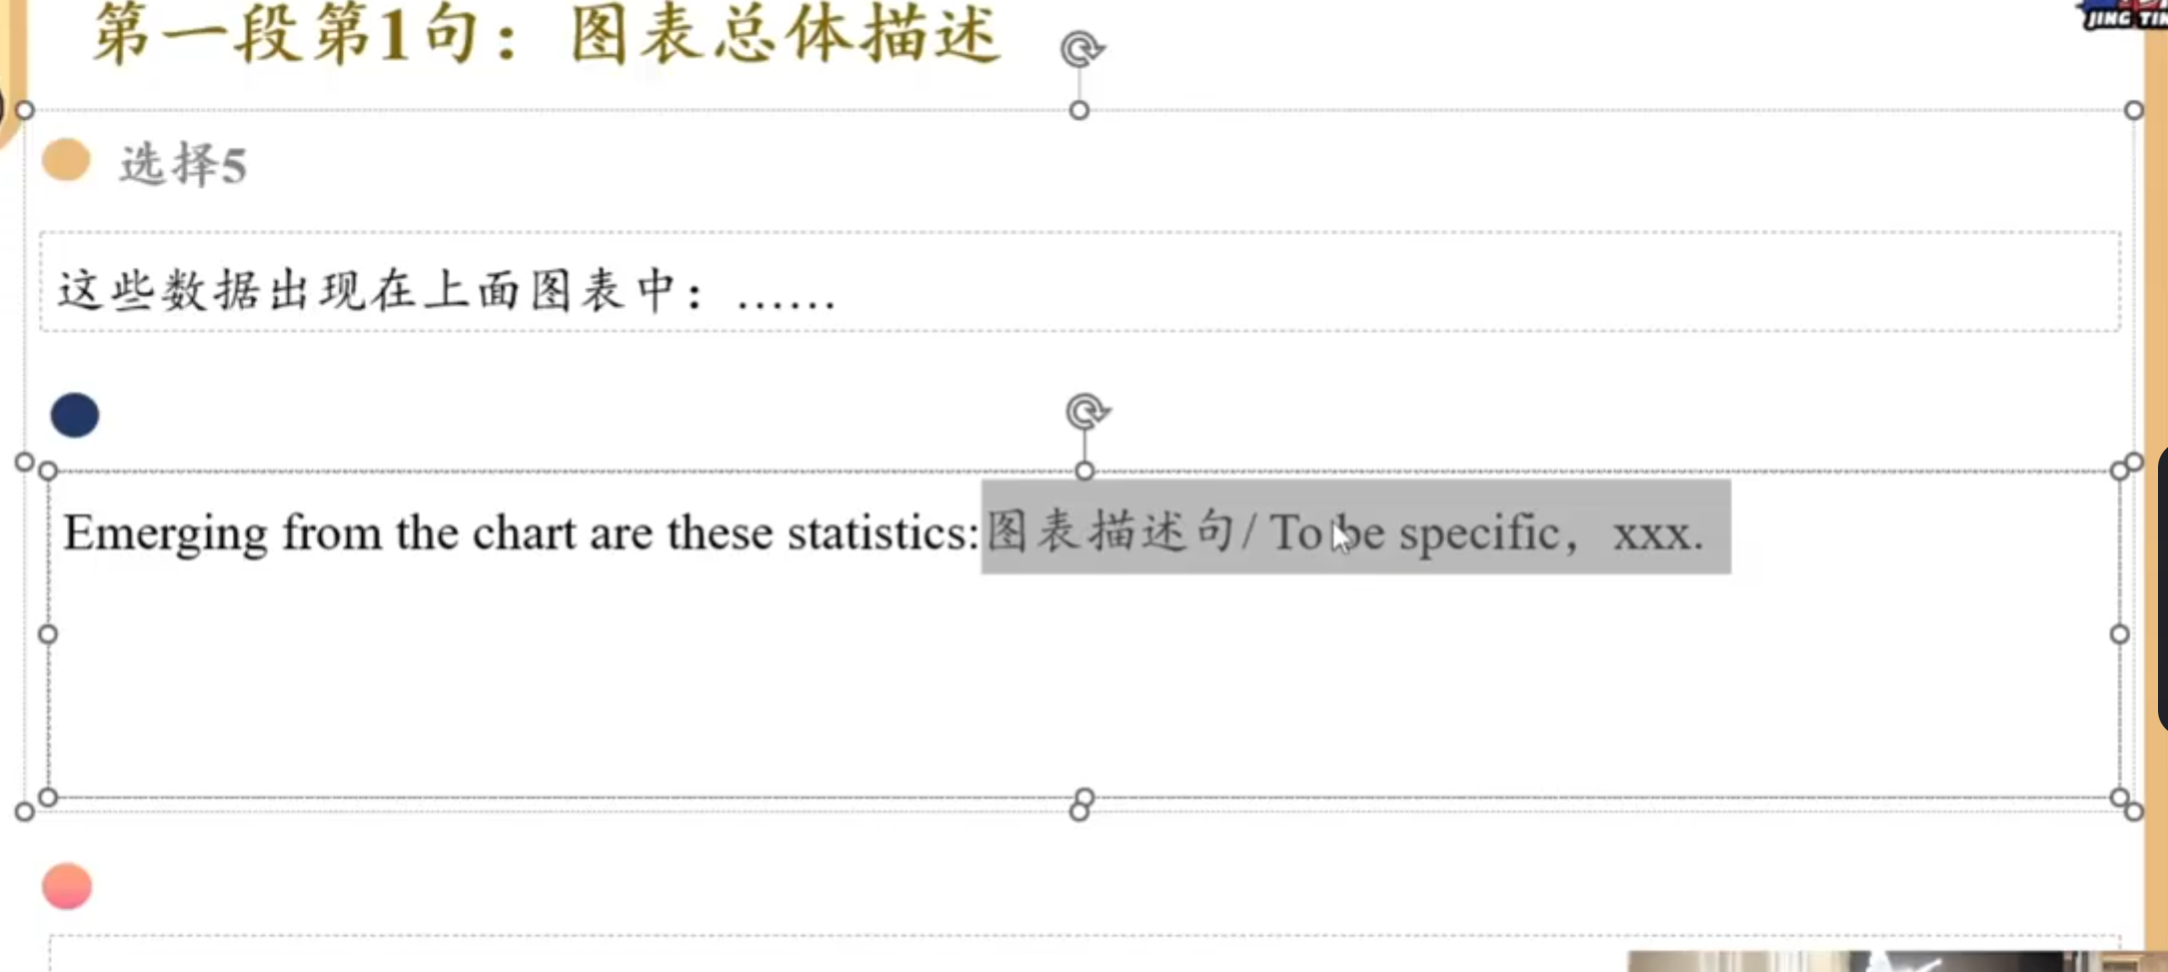 第一段第1句：图表总体描述
JING TIN
选择5
这些数据出现在上面图表中：……
Emerging from the chart are these statistics:图表描述句/ To be specific，xxx.